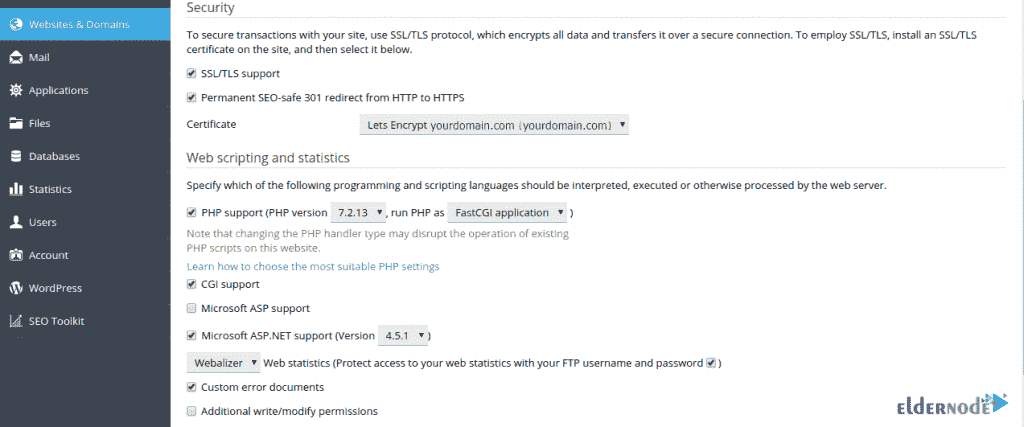 Websites & Domains
Mail
Applications
Files
Databases
Statistics
Users
Account
WordPress
SEO Toolkit
Security
To secure transactions with your site, use SSL/TLS protocol, which encrypts all data and transfers it over a secure connection. To employ SSL/TLS, install an SSL/TLS
certificate on the site, and then select it below.
SSL/TLS support
Permanent SEO-safe 301 redirect from HTTP to HTTPS
Certificate Lets Encrypt yourdomain.com (yourdomain.com)
Web scripting and statistics
Specify which of the following programming and scripting languages should be interpreted, executed or otherwise processed by the web server.
PHP support (PHP version 7.2.13 , run PHP as FastCGI application )
Note that changing the PHP handler type may disrupt the operation of existing
PHP scripts on this website.
Learn how to choose the most suitable PHP settings
CGI support
Microsoft ASP support
Microsoft ASP.NET support (Version 4.5.1 )
Webalizer Web statistics (Protect access to your web statistics with your FTP username and password )
Custom error documents
Additional write/modify permissions
ELDERNODE